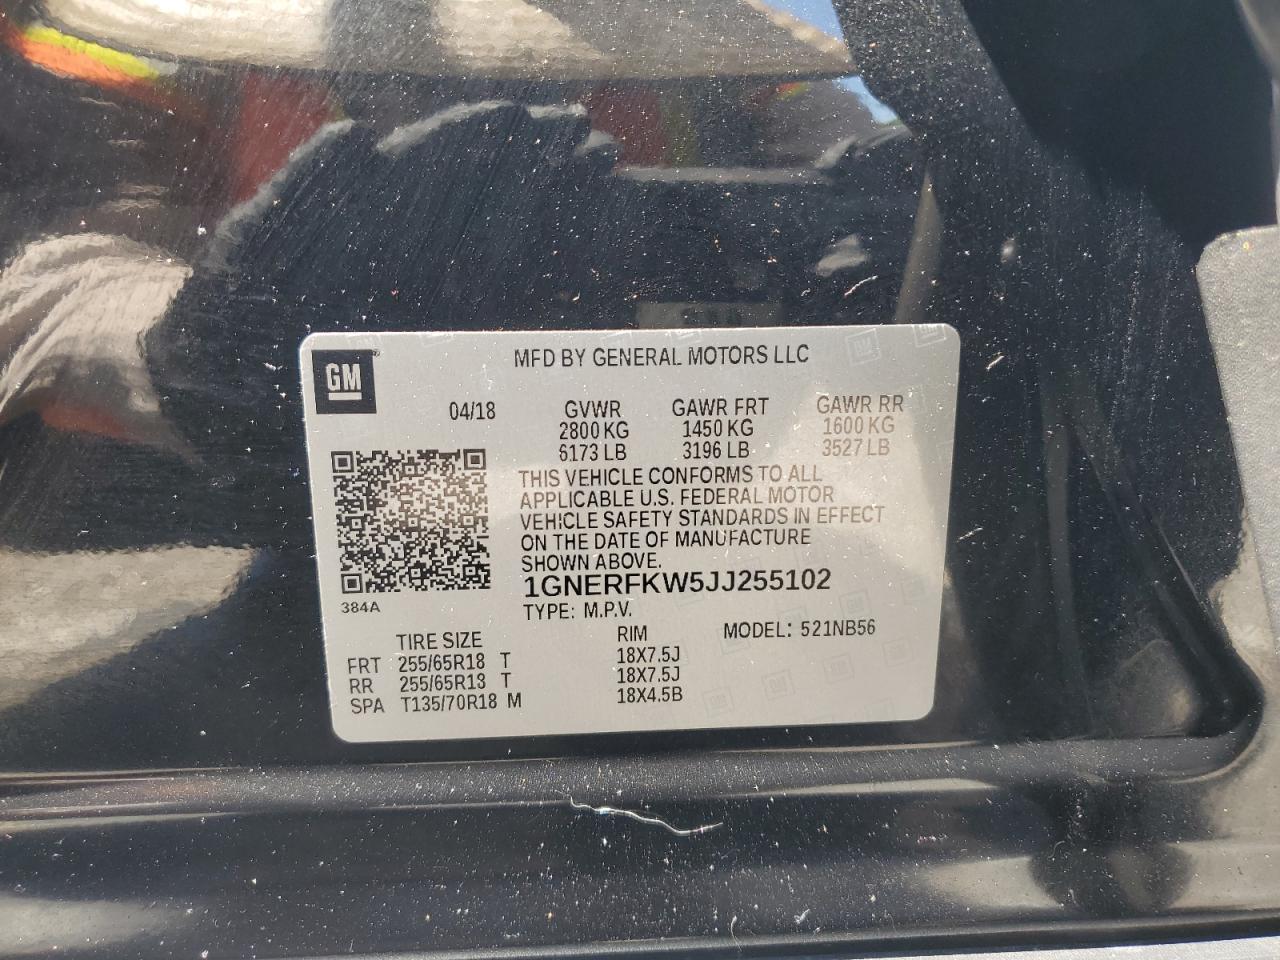 GM
MFD BY GENERAL MOTORS LLC
04/18 GVWR GAWR FRT GAWR RR
2800 KG 1450 KG 1600 KG
6173 LB 3196 LB 3527 LB
THIS VEHICLE CONFORMS TO ALL
APPLICABLE U.S. FEDERAL MOTOR
VEHICLE SAFETY STANDARDS IN EFFECT
ON THE DATE OF MANUFACTURE
SHOWN ABOVE.
1GNERFKW5JJ255102
384A
TYPE: M.P.V.
TIRE SIZE RIM MODEL: 521NB56
FRT 255/65R18 T 18X7.5J
RR 255/65R18 T 18X7.5J
SPA T135/70R18 M 18X4.5B